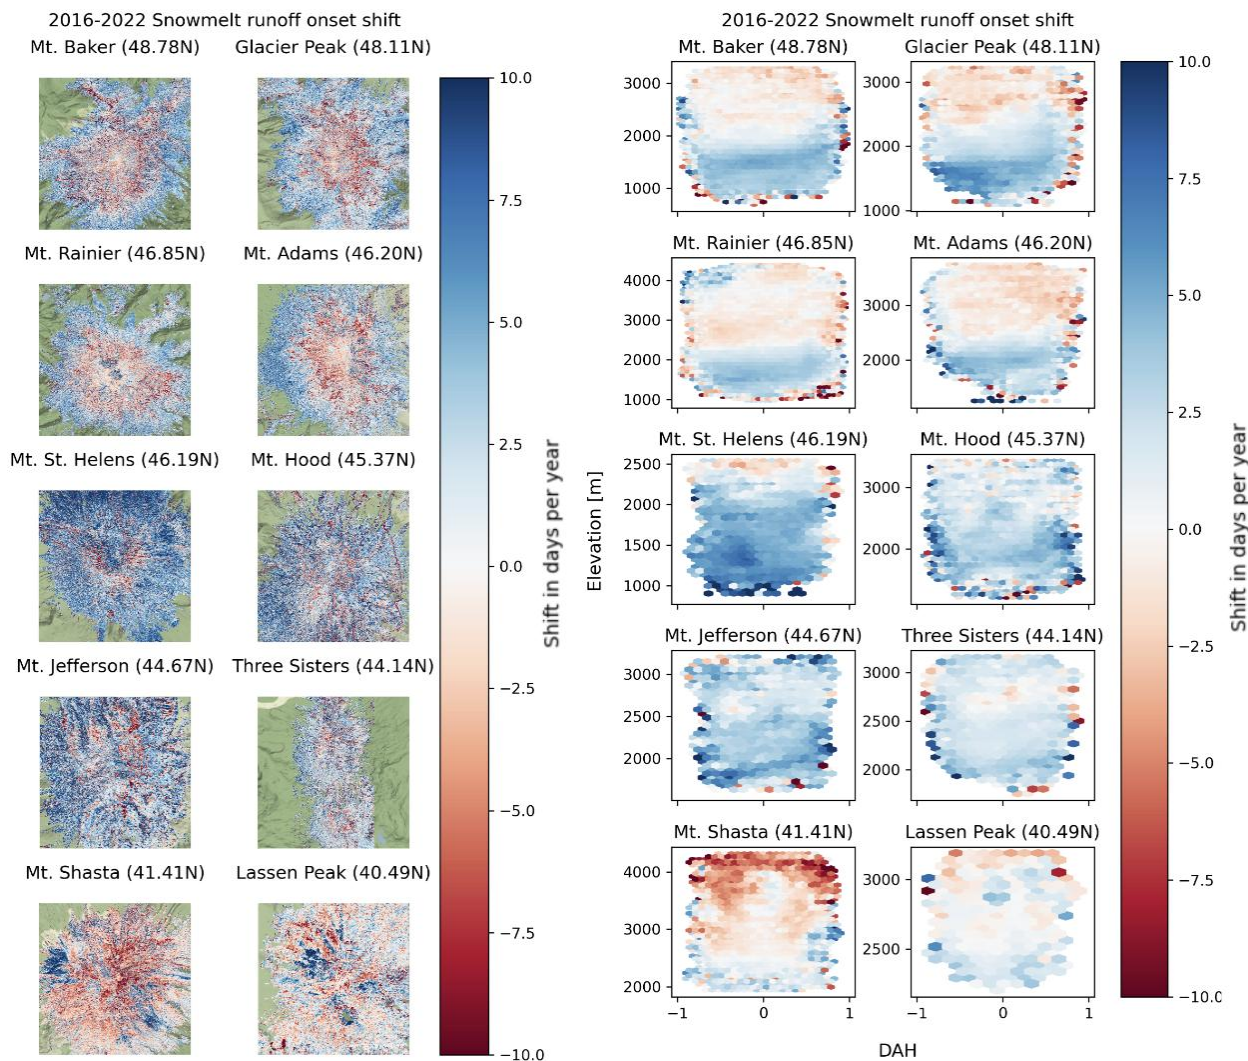 2016-2022 Snowmelt runoff onset shift
Mt. Baker (48.78N) Glacier Peak (48.11N)
Mt. Rainier (46.85N) Mt. Adams (46.20N)
Mt. St. Helens (46.19N) Mt. Hood (45.37N)
Mt. Jefferson (44.67N) Three Sisters (44.14N)
Mt. Shasta (41.41N) Lassen Peak (40.49N)
10.0
7.5
5.0
2.5
0.0
−2.5
−5.0
−7.5
−10.0
Shift in days per year
2016-2022 Snowmelt runoff onset shift
Mt. Baker (48.78N) Glacier Peak (48.11N)
3000 3000
2000 2000
1000 1000
Mt. Rainier (46.85N) Mt. Adams (46.20N)
4000
3000 3000
2000 2000
1000
Mt. St. Helens (46.19N) Mt. Hood (45.37N)
2500
2000 3000
1500 2000
1000
Mt. Jefferson (44.67N) Three Sisters (44.14N)
3000 3000
2500 2500
2000 2000
Mt. Shasta (41.41N) Lassen Peak (40.49N)
4000 3000
3000 2500
2000
−1 0 1 −1 0 1
Elevation [m]
DAH
10.0
7.5
5.0
2.5
0.0
−2.5
−5.0
−7.5
−10.0
Shift in days per year